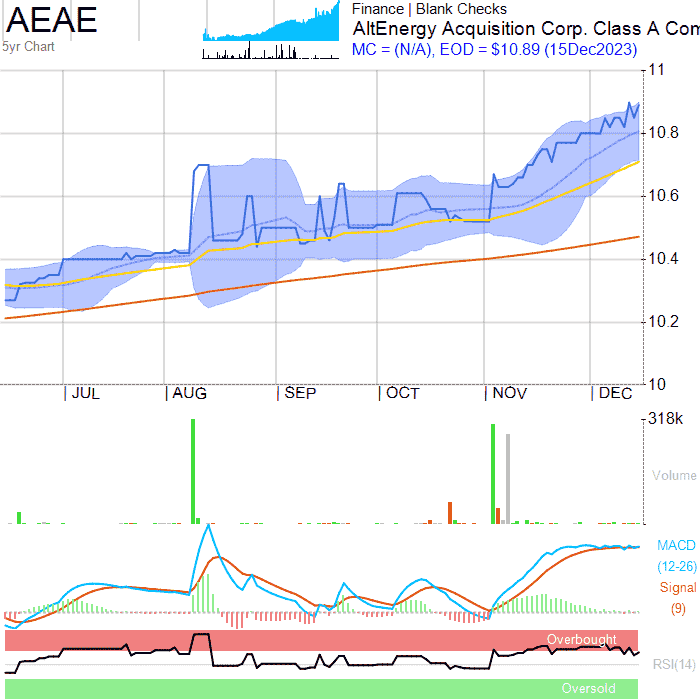 AEAE
5yr Chart
Finance | Blank Checks
AltEnergy Acquisition Corp. Class A Com
MC = (N/A), EOD = $10.89 (15Dec2023)
11
10.8
10.6
10.4
10.2
10
JUL AUG SEP OCT NOV DEC
318k
Volume
MACD
(12-26)
Signal
(9)
Overbought
RSI(14)
Oversold